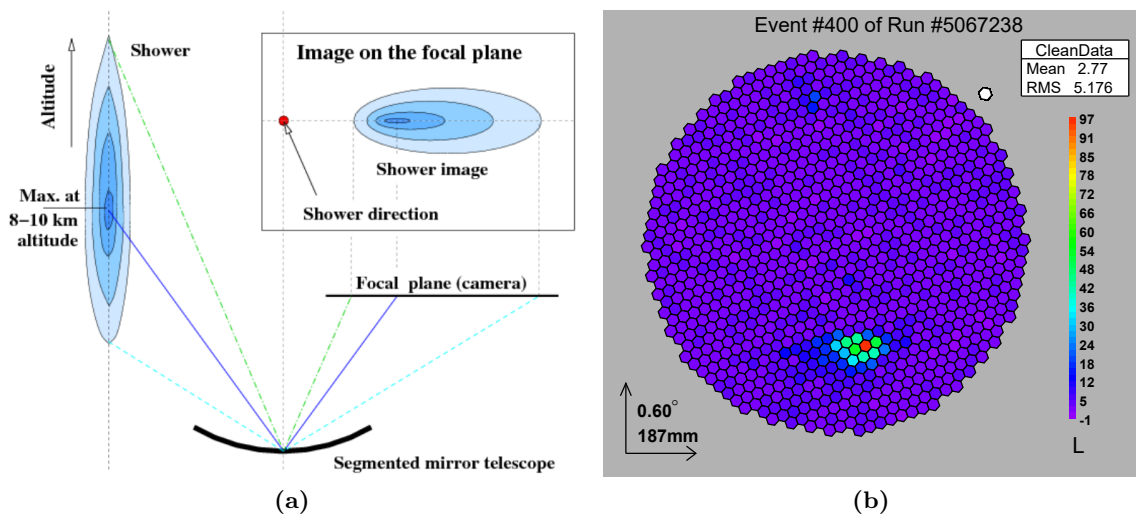 Shower
Altitude
Max. at
8–10 km
altitude
Image on the focal plane
Shower image
Shower direction
Focal plane (camera)
Segmented mirror telescope
(a)
Event #400 of Run #5067238
CleanData
Mean 2.77
RMS 5.176
97
91
85
78
72
66
60
54
48
42
36
30
24
18
12
5
-1
L
0.60°
187mm
(b)